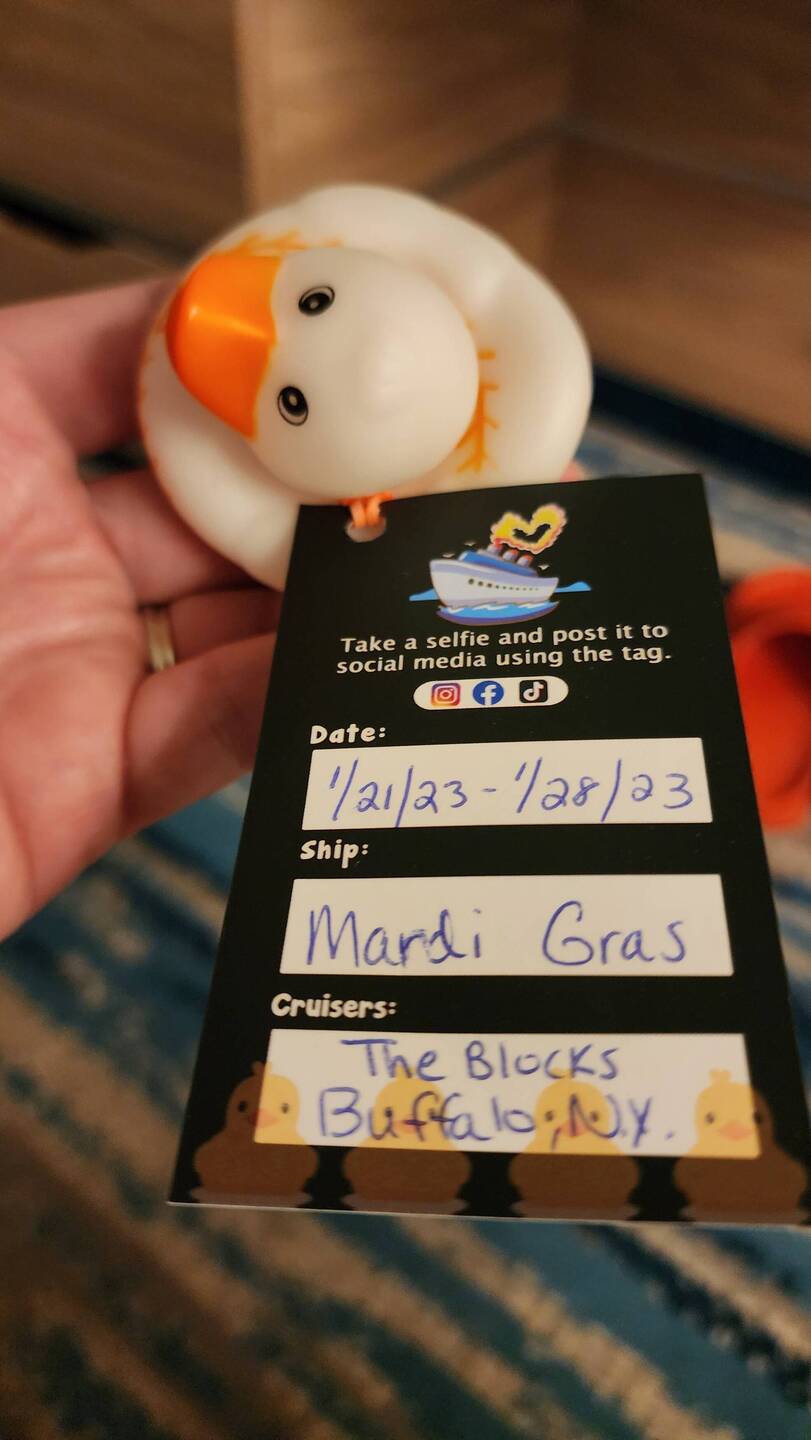 Take a selfie and post it to
social media using the tag.
Date:
1/21/23 - 1/28/23
Ship:
Mardi Gras
Cruisers:
The Blocks
Buffalo, N.Y.